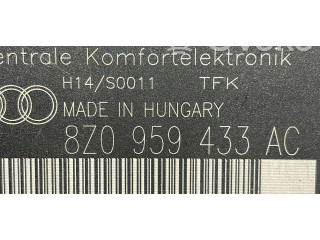 entrale Komfortelektronik
H14/S0011 TFK
MADE IN HUNGARY
8Z0 959 433 AC